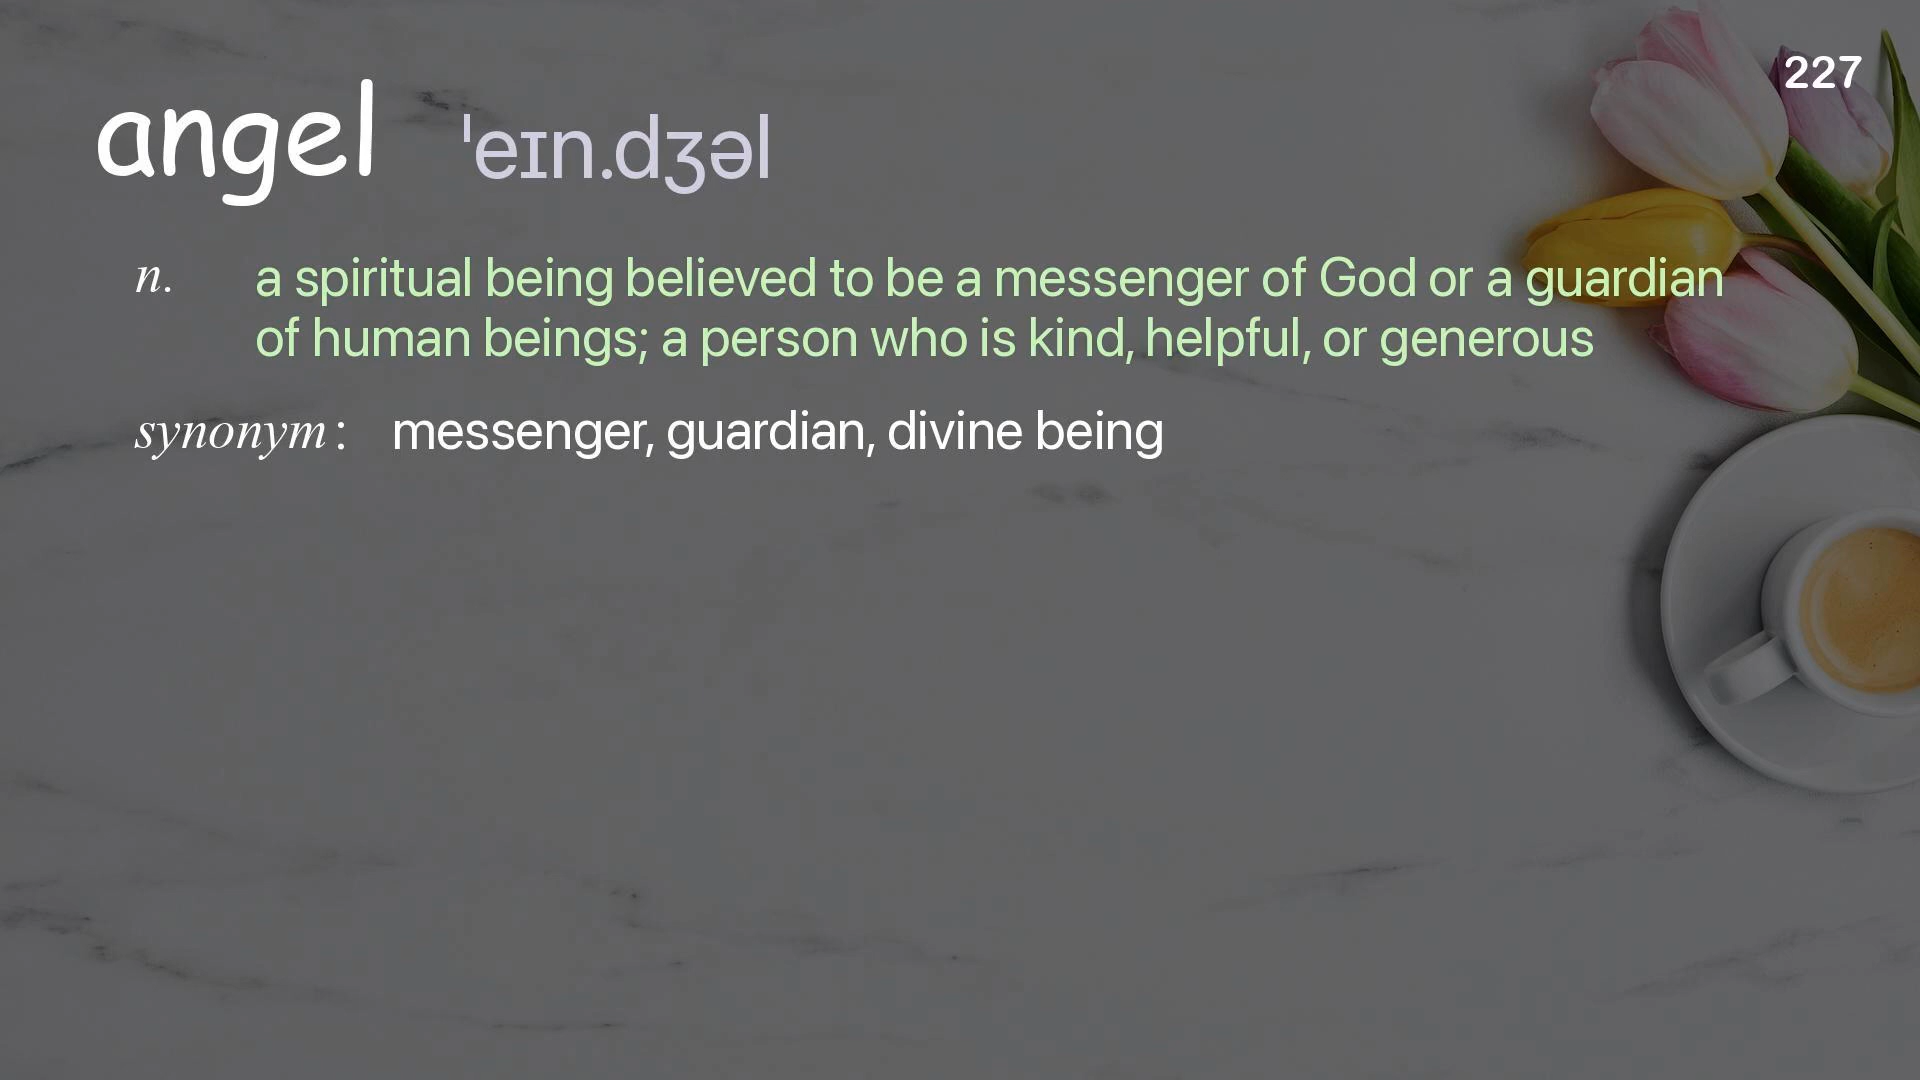 227
angel ˈeɪn.dʒəl
n. a spiritual being believed to be a messenger of God or a guardian
of human beings; a person who is kind, helpful, or generous
synonym: messenger, guardian, divine being